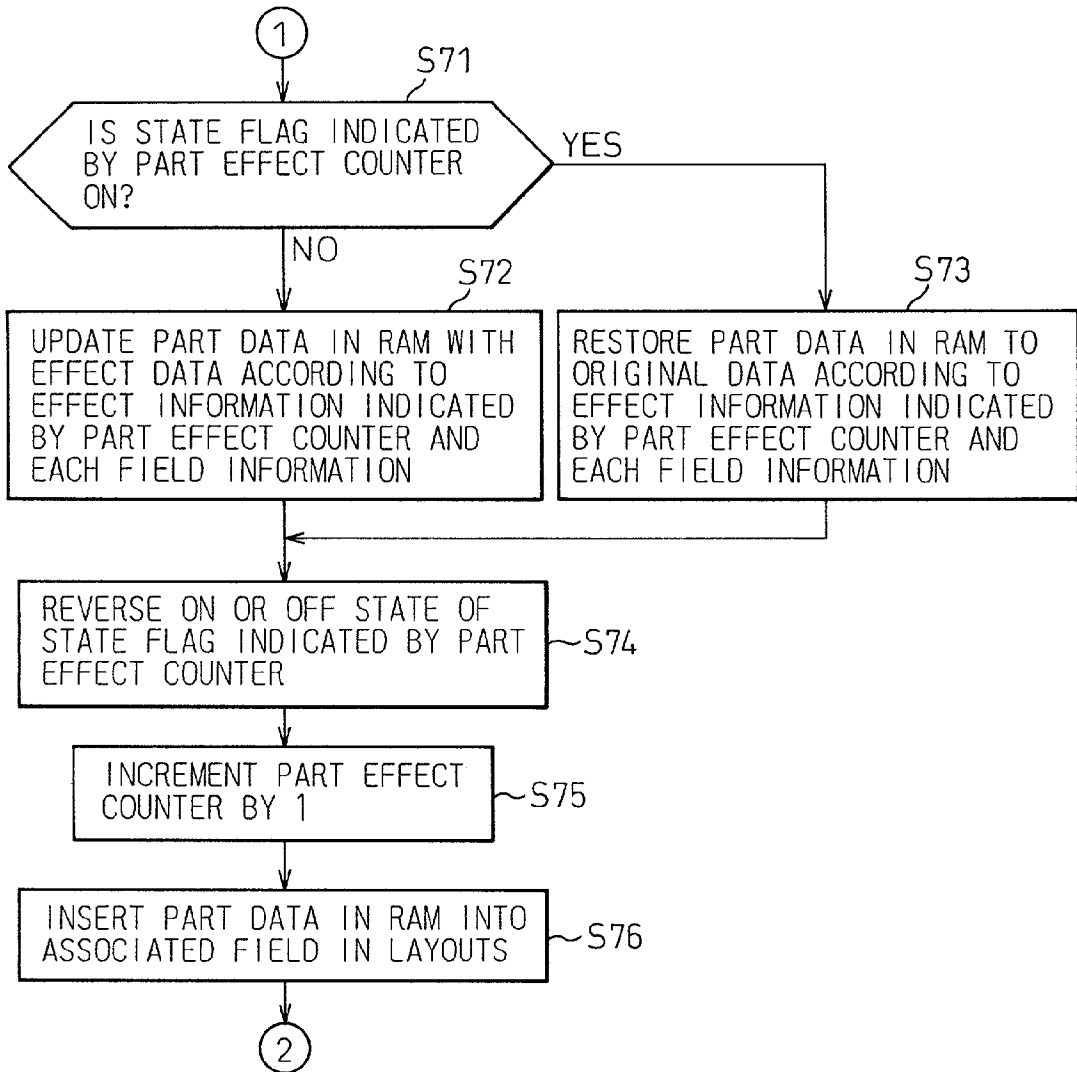 1
S71
IS STATE FLAG INDICATED
BY PART EFFECT COUNTER
ON?
YES
NO
S72
UPDATE PART DATA IN RAM WITH
EFFECT DATA ACCORDING TO
EFFECT INFORMATION INDICATED
BY PART EFFECT COUNTER AND
EACH FIELD INFORMATION
S73
RESTORE PART DATA IN RAM TO
ORIGINAL DATA ACCORDING TO
EFFECT INFORMATION INDICATED
BY PART EFFECT COUNTER AND
EACH FIELD INFORMATION
REVERSE ON OR OFF STATE OF
STATE FLAG INDICATED BY PART
EFFECT COUNTER
S74
INCREMENT PART EFFECT
COUNTER BY 1
S75
INSERT PART DATA IN RAM INTO
ASSOCIATED FIELD IN LAYOUTS
S76
2